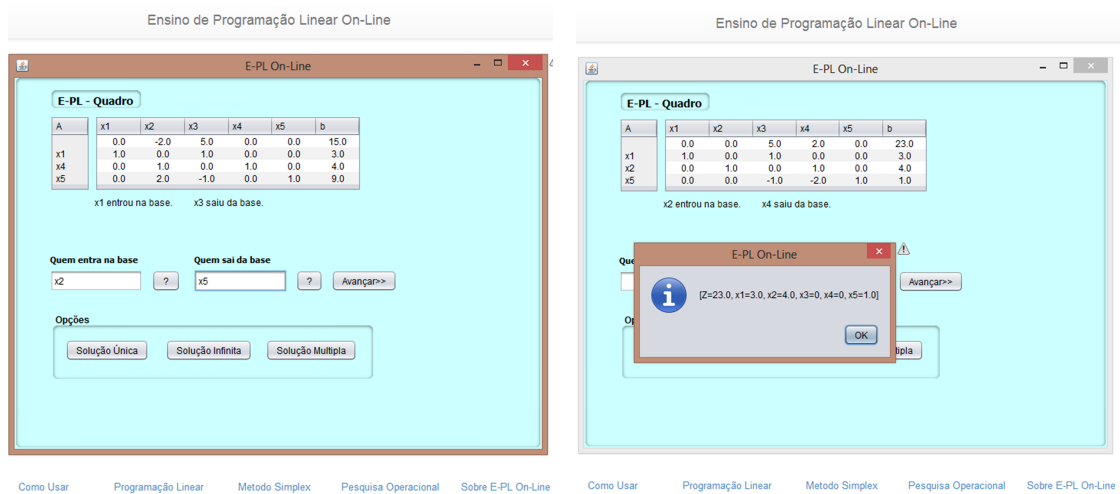 Ensino de Programação Linear On-Line
E-PL On-Line
E-PL - Quadro
A x1 x2 x3 x4 x5 b
0.0 -2.0 5.0 0.0 0.0 15.0
x1 1.0 0.0 1.0 0.0 0.0 3.0
x4 0.0 1.0 0.0 1.0 0.0 4.0
x5 0.0 2.0 -1.0 0.0 1.0 9.0
x1 entrou na base. x3 saiu da base.
Quem entra na base Quem sai da base
x2 ? x5 ? Avançar>>
Opções
Solução Única Solução Infinita Solução Multipla
Como Usar Programação Linear Metodo Simplex Pesquisa Operacional Sobre E-PL On-Line
Ensino de Programação Linear On-Line
E-PL On-Line
E-PL - Quadro
A x1 x2 x3 x4 x5 b
0.0 0.0 5.0 2.0 0.0 23.0
x1 1.0 0.0 1.0 0.0 0.0 3.0
x2 0.0 1.0 0.0 1.0 0.0 4.0
x5 0.0 0.0 -1.0 -2.0 1.0 1.0
x2 entrou na base. x4 saiu da base.
E-PL On-Line
Que
[Z=23.0, x1=3.0, x2=4.0, x3=0, x4=0, x5=1.0]
Avançar>>
Op
OK
tipla
Como Usar Programação Linear Metodo Simplex Pesquisa Operacional Sobre E-PL On-Line